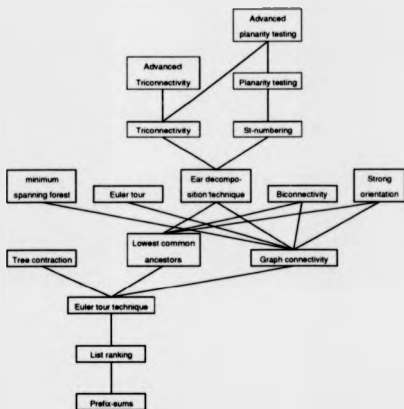 Advanced
planarity testing
Advanced
Triconnectivity
Planarity testing
Triconnectivity
St-numbering
minimum
spanning forest
Euler tour
Ear decompo-
sition technique
Biconnectivity
Strong
orientation
Tree contraction
Lowest common
ancestors
Graph connectivity
Euler tour technique
List ranking
Prefix-sums